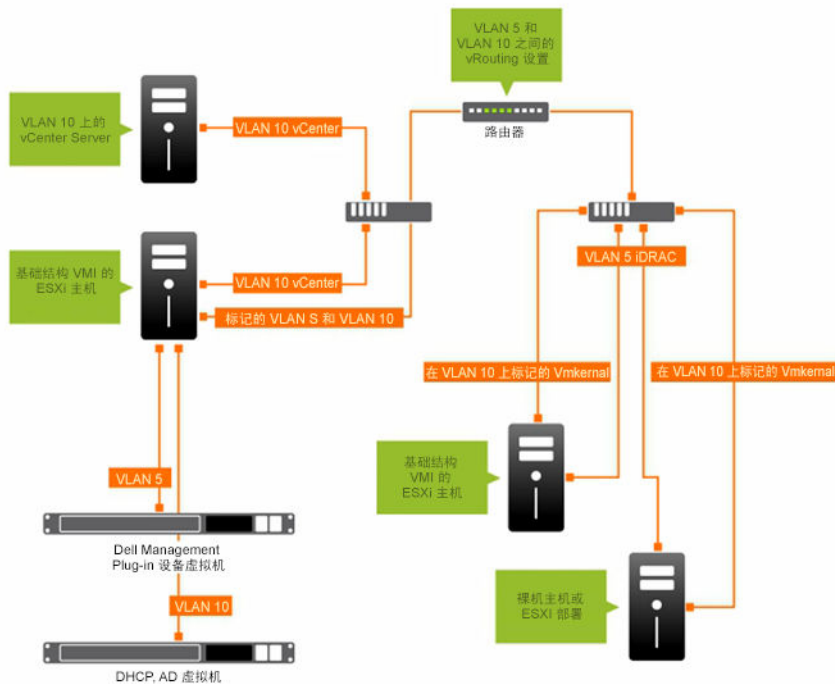 VLAN 5 和
VLAN 10 之间的
vRouting 设置
路由器
VLAN 10 上的
vCenter Server
VLAN 10 vCenter
基础结构 VMI 的
ESXi 主机
VLAN 10 vCenter
标记的 VLAN S 和 VLAN 10
VLAN 5 iDRAC
在 VLAN 10 上标记的 Vmkernal
在 VLAN 10 上标记的 Vmkernal
基础结构
VMI 的
ESXi 主机
VLAN 5
Dell Management
Plug-in 设备虚拟机
VLAN 10
裸机主机或
ESXI 部署
DHCP, AD 虚拟机